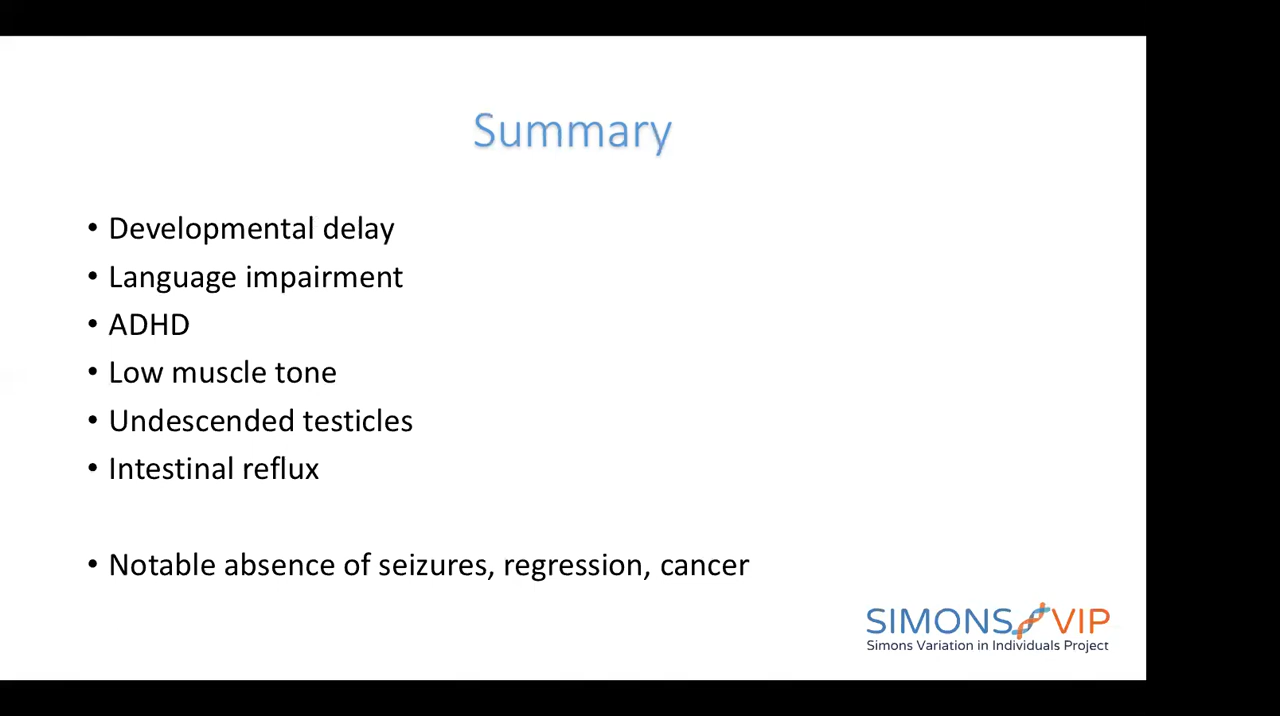 Summary
• Developmental delay
• Language impairment
• ADHD
• Low muscle tone
• Undescended testicles
• Intestinal reflux
• Notable absence of seizures, regression, cancer
SIMONS VIP
Simons Variation in Individuals Project